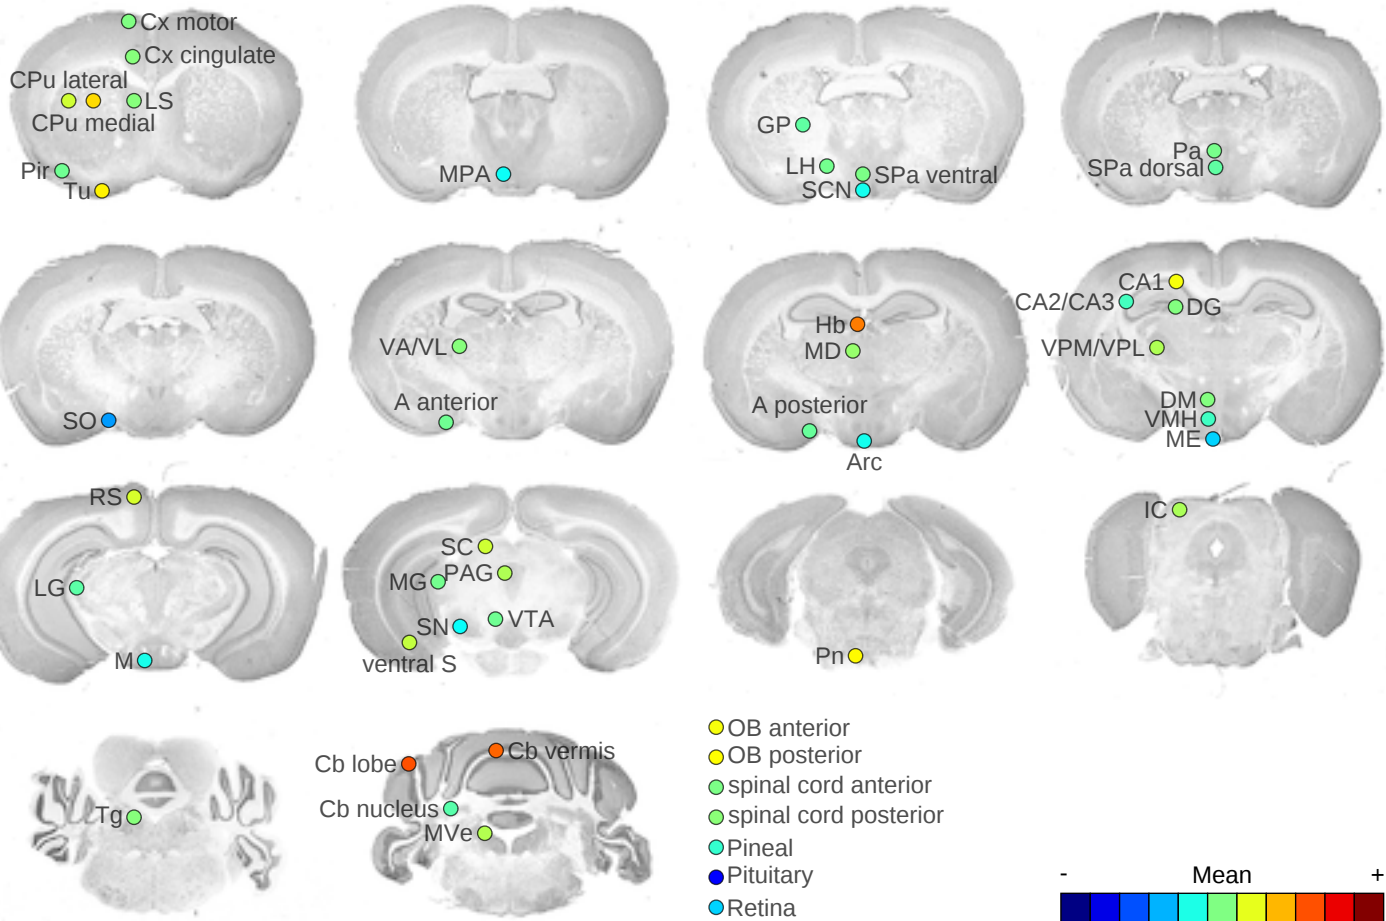 Cx motor
Cx cingulate
CPu lateral
LS
CPu medial
Pir
Tu
MPA
GP
LH
SPa ventral
SCN
Pa
SPa dorsal
SO
VA/VL
A anterior
Hb
MD
A posterior
Arc
CA1
CA2/CA3
DG
VPM/VPL
DM
VMH
ME
RS
LG
M
SC
PAG
MG
SN
VTA
ventral S
Pn
IC
Tg
Cb lobe
Cb vermis
Cb nucleus
MVe
OB anterior
OB posterior
spinal cord anterior
spinal cord posterior
Pineal
Pituitary
Retina
- Mean +